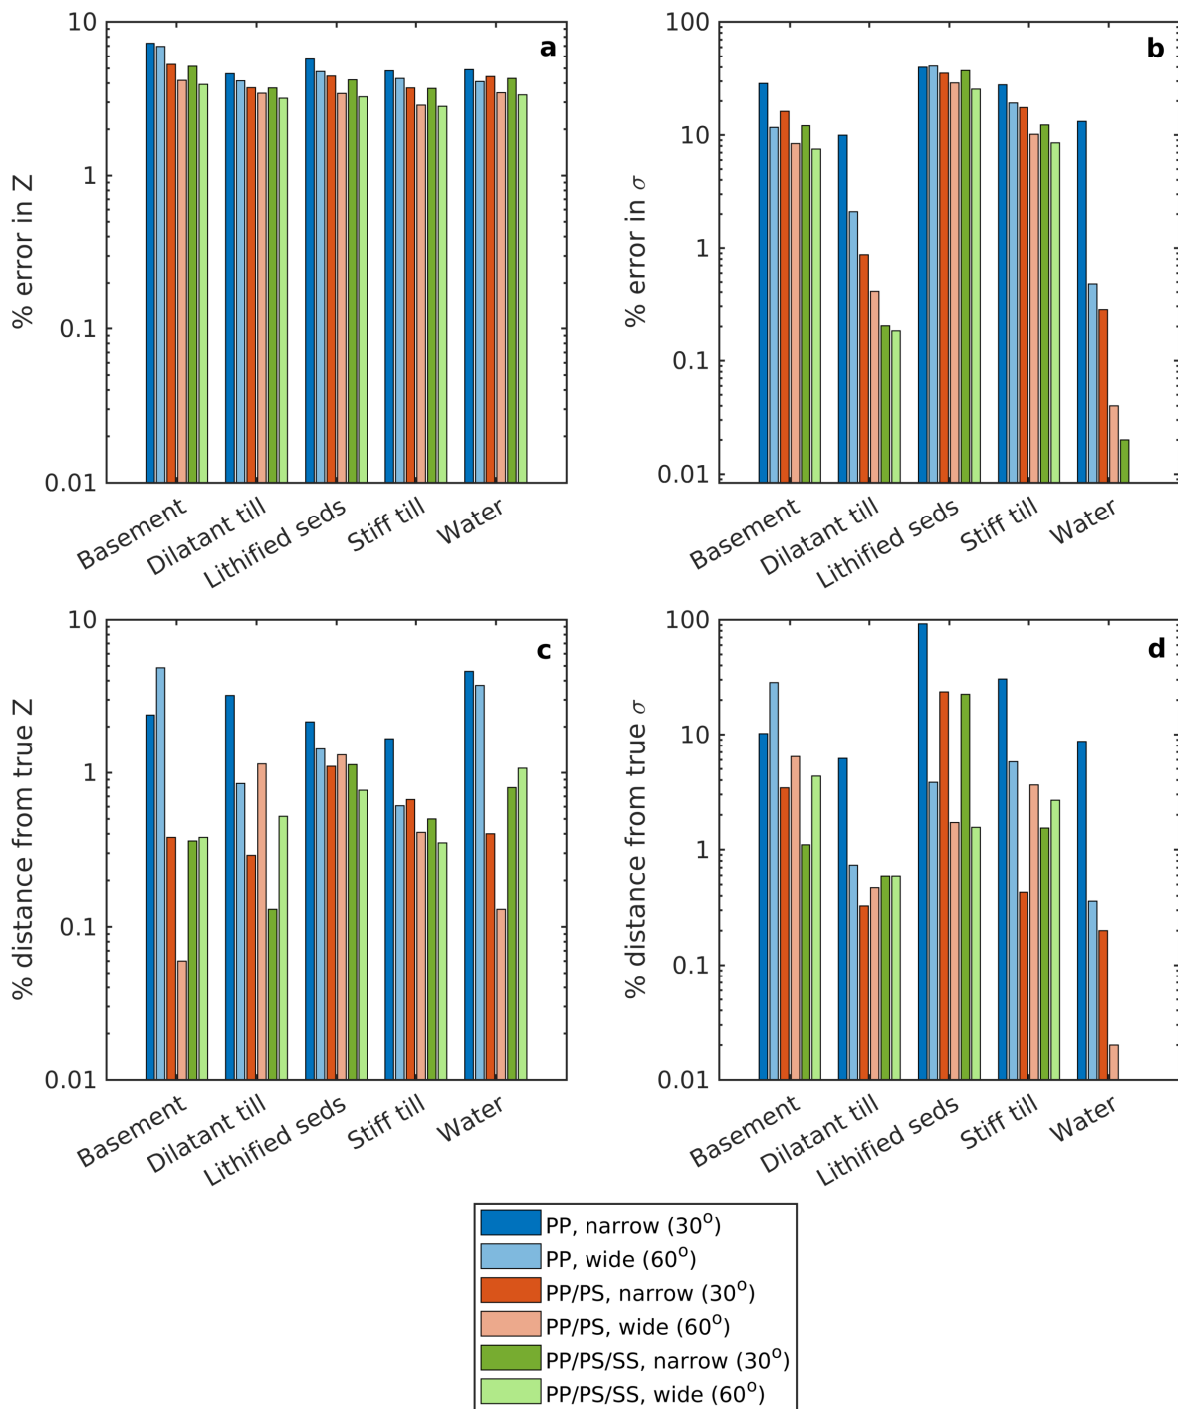 10
1
0.1
0.01
% error in Z
a
Basement
Dilatant till
Lithified seds
Stiff till
Water
100
10
1
0.1
0.01
% error in σ
b
Basement
Dilatant till
Lithified seds
Stiff till
Water
10
1
0.1
0.01
% distance from true Z
c
Basement
Dilatant till
Lithified seds
Stiff till
Water
100
10
1
0.1
0.01
% distance from true σ
d
Basement
Dilatant till
Lithified seds
Stiff till
Water
PP, narrow (30°)
PP, wide (60°)
PP/PS, narrow (30°)
PP/PS, wide (60°)
PP/PS/SS, narrow (30°)
PP/PS/SS, wide (60°)